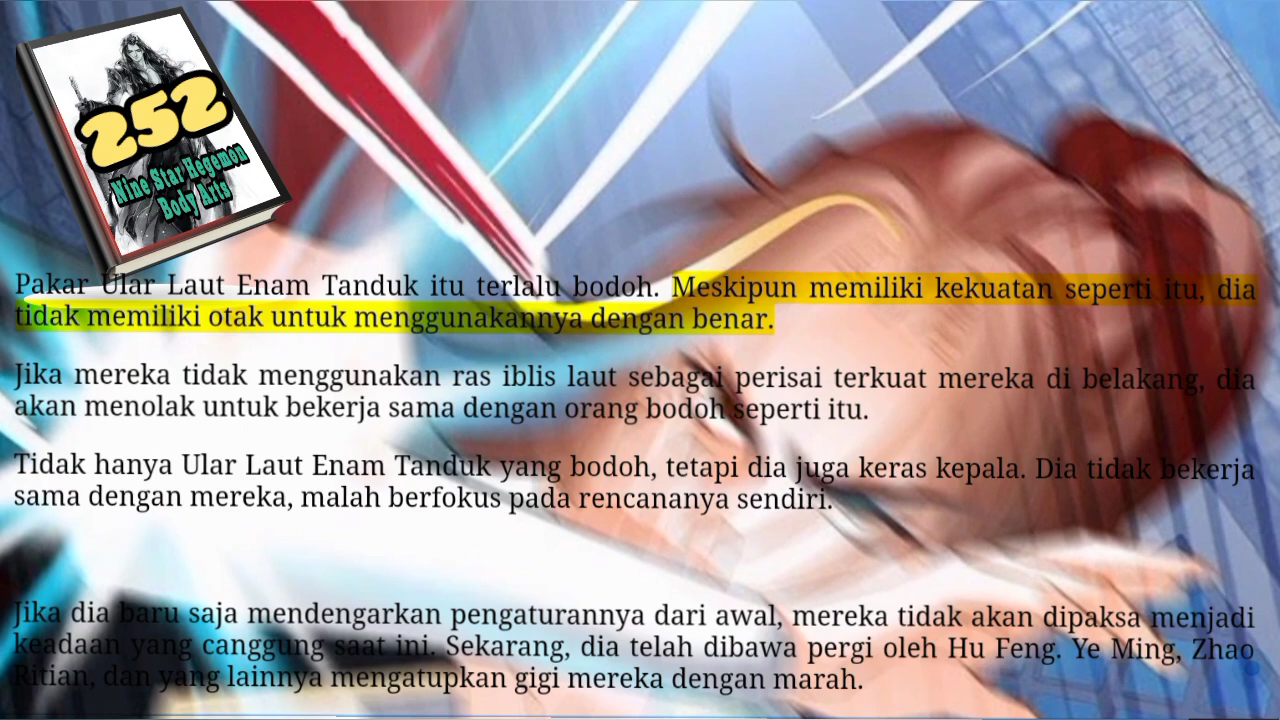 252
Nine Star Hegemon
Body Arts
Pakar Ular Laut Enam Tanduk itu terlalu bodoh. Meskipun memiliki kekuatan seperti itu, dia
tidak memiliki otak untuk menggunakannya dengan benar.
Jika mereka tidak menggunakan ras iblis laut sebagai perisai terkuat mereka di belakang, dia
akan menolak untuk bekerja sama dengan orang bodoh seperti itu.
Tidak hanya Ular Laut Enam Tanduk yang bodoh, tetapi dia juga keras kepala. Dia tidak bekerja
sama dengan mereka, malah berfokus pada rencananya sendiri.
Jika dia baru saja mendengarkan pengaturannya dari awal, mereka tidak akan dipaksa menjadi
keadaan yang canggung saat ini. Sekarang, dia telah dibawa pergi oleh Hu Feng. Ye Ming, Zhao
Ritian, dan yang lainnya mengatupkan gigi mereka dengan marah.